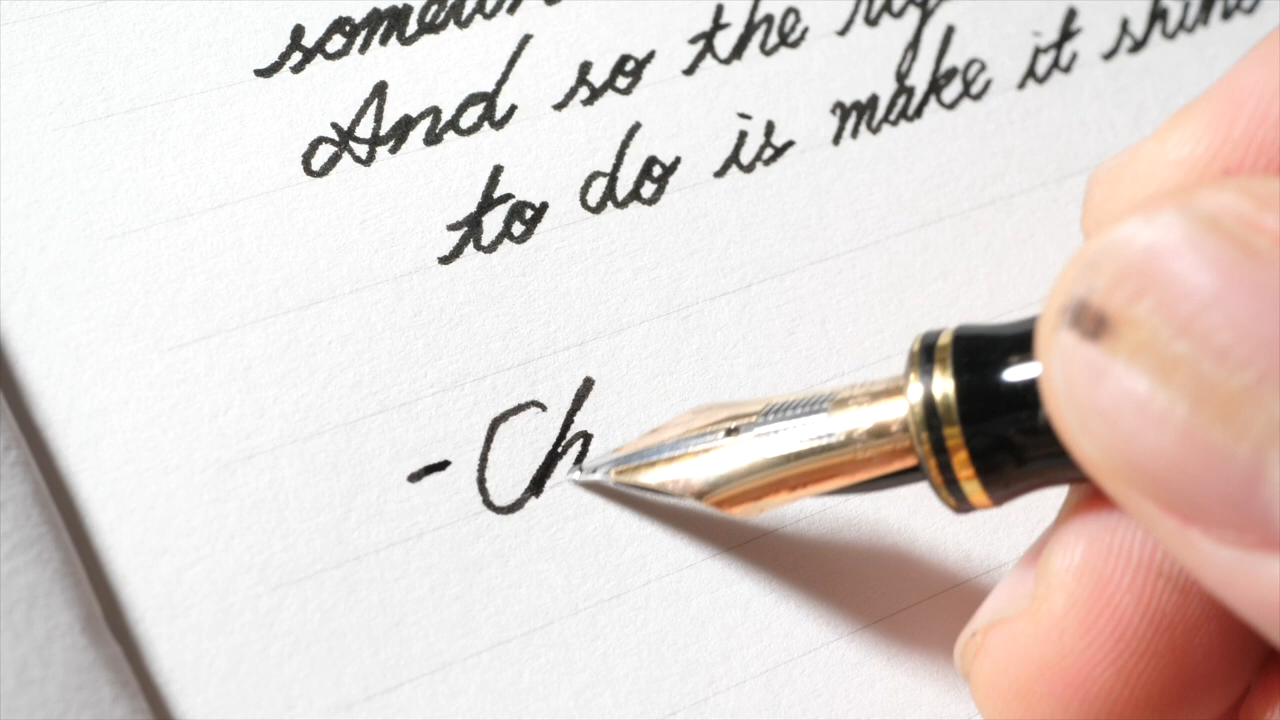 And so the
to do is make it
- Ch